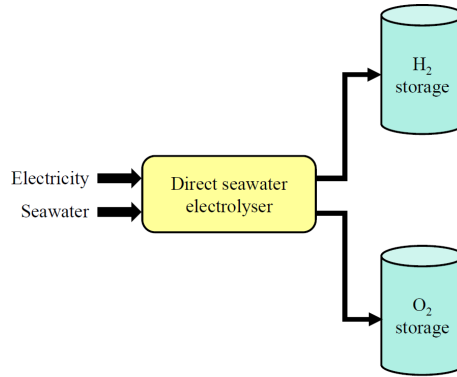 H₂
storage
Electricity
Seawater
Direct seawater
electrolyser
O₂
storage